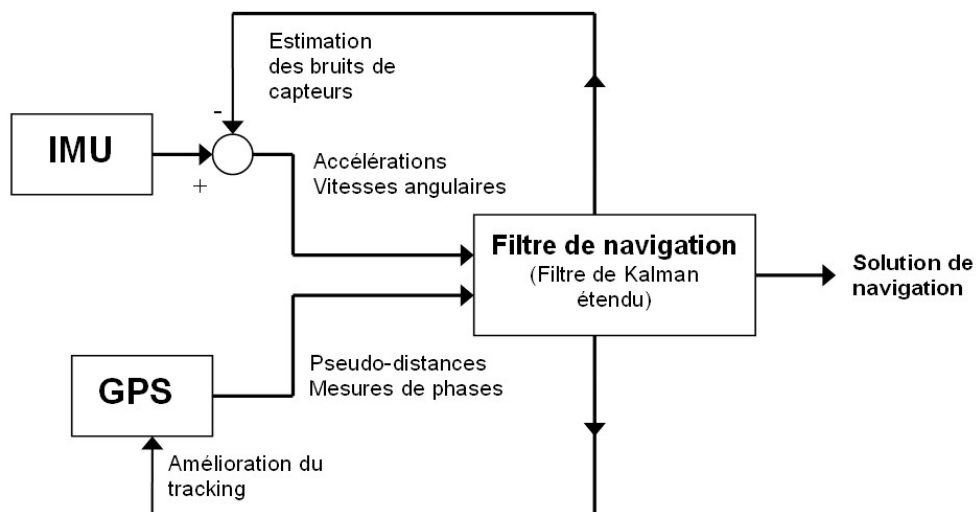 Estimation
des bruits de
capteurs
-
IMU
+
Accélérations
Vitesses angulaires
Filtre de navigation
(Filtre de Kalman
étendu)
Solution de
navigation
Pseudo-distances
Mesures de phases
GPS
Amélioration du
tracking